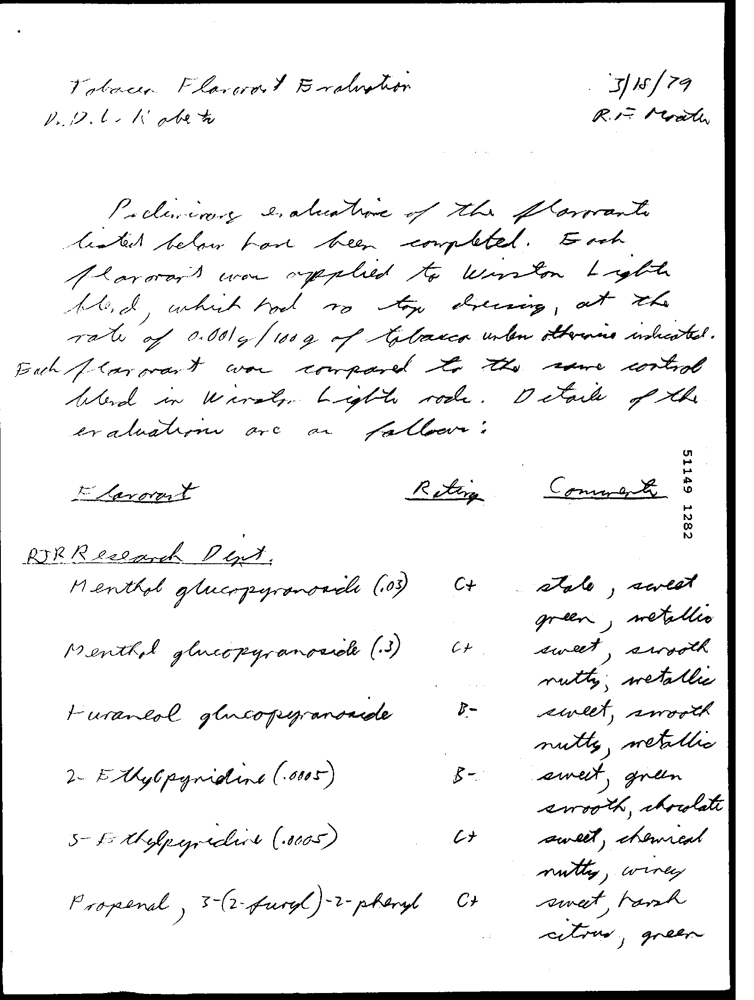 Tobacco Flavorant Evaluation 3/15/79
D.D.L. Roberts R.F. Moates
Preliminary evaluations of the flavorants
listed below have been completed. Each
flavorant was applied to Winston Lights
blend, which had no top dressing, at the
rate of 0.001g/100g of tobacco unless otherwise indicated.
Each flavorant was compared to the same control
blend in Winston Lights rods. Details of the
evaluations are as follows:
51149 1282
Flavorant Rating Comments
RJR Research Dept.
Menthol glucopyranoside (.03) C+ stale, sweet
green, metallic
Menthol glucopyranoside (.3) C+ sweet, smooth
nutty, metallic
Furaneol glucopyranoside B- sweet, smooth
nutty, metallic
2-Ethylpyridine (.0005) B- sweet, green
smooth, chocolate
5-Ethylpyridine (.0005) C+ sweet, chemical
nutty, winey
Propenal, 3-(2-furyl)-2-phenyl C+ sweet, harsh
citrus, green